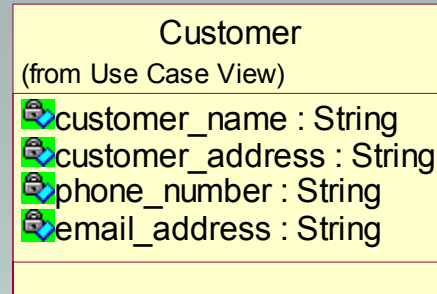 Customer
(from Use Case View)
customer_name : String
customer_address : String
phone_number : String
email_address : String